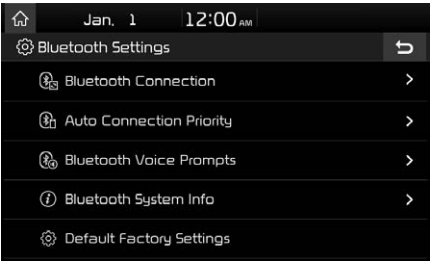 Jan. 1 12:00 AM
Bluetooth Settings
Bluetooth Connection
Auto Connection Priority
Bluetooth Voice Prompts
Bluetooth System Info
Default Factory Settings